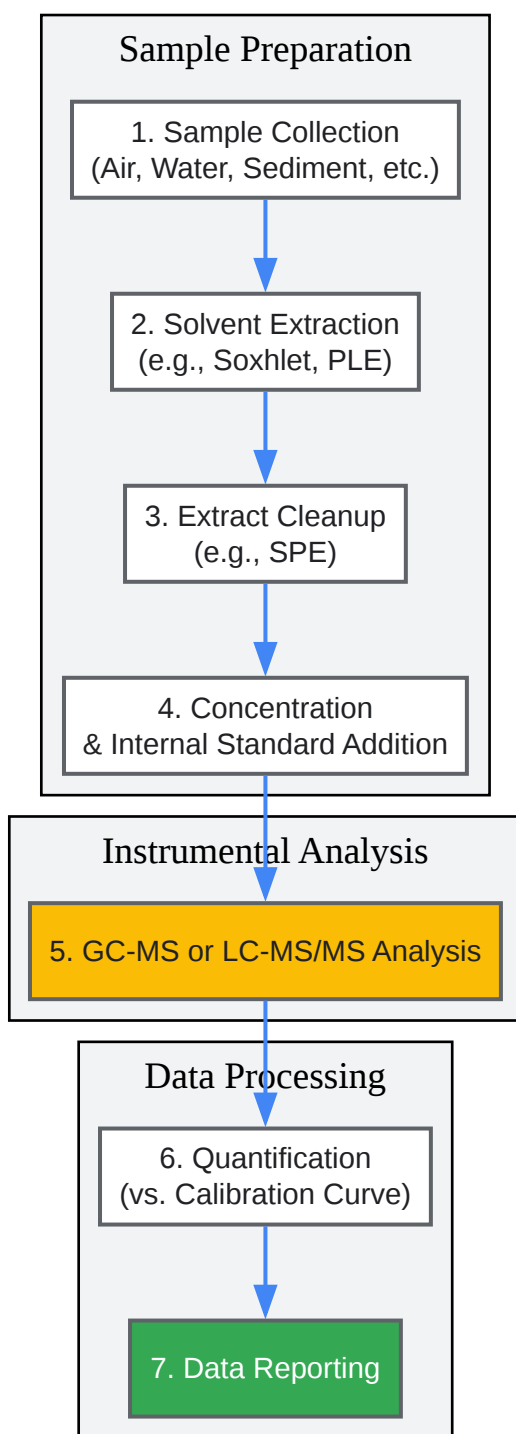 Sample Preparation
1. Sample Collection
(Air, Water, Sediment, etc.)
2. Solvent Extraction
(e.g., Soxhlet, PLE)
3. Extract Cleanup
(e.g., SPE)
4. Concentration
& Internal Standard Addition
Instrumental Analysis
5. GC-MS or LC-MS/MS Analysis
Data Processing
6. Quantification
(vs. Calibration Curve)
7. Data Reporting